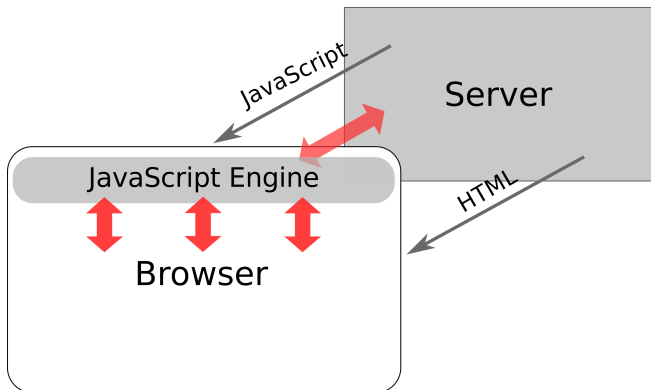 JavaScript
Server
JavaScript Engine
HTML
Browser